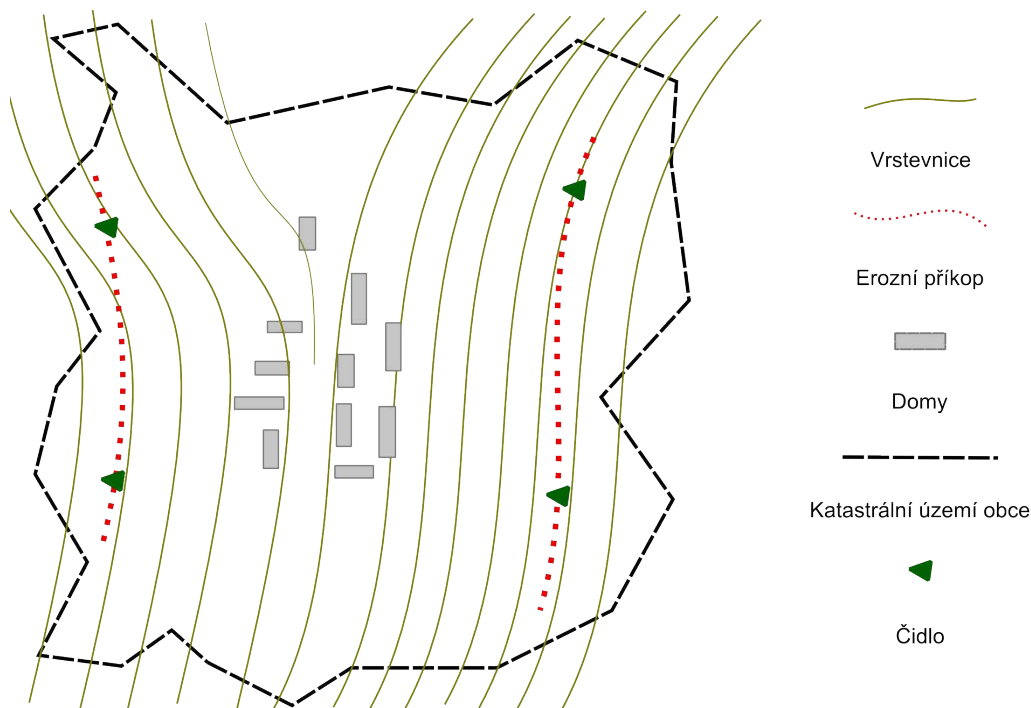 Vrstevnice
Erozní příkop
Domy
Katastrální území obce
Čidlo